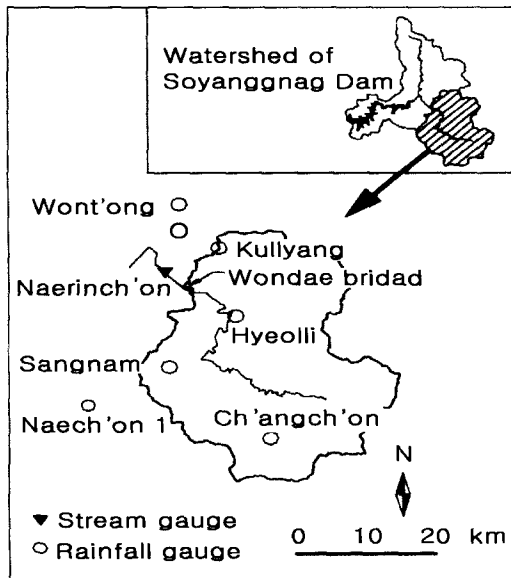 Watershed of
Soyanggnag Dam
Wont'ong
Kullyang
Wondae bridad
Naerinch'on
Hyeolli
Sangnam
Naech'on 1
Ch'angch'on
N
Stream gauge
Rainfall gauge
0 10 20 km